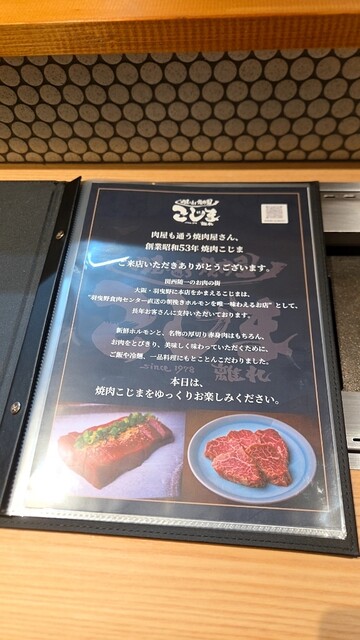 こじま
肉屋も通う焼肉屋さん、
創業昭和53年 焼肉こじま
ご来店いただきありがとうございます。
関西随一のお肉の街
大阪・羽曳野に本店をかまえるこじまは、
"羽曳野食肉センター直送の朝挽きホルモンを唯一味わえるお店"として、
長年お客さんに支持いただいております。
新鮮ホルモンと、名物の厚切り赤身肉はもちろん、
お肉をとびきり、美味しく味わっていただくために、
ご飯や冷麺、一品料理にもとことんこだわりました。
since 1978
離れ
本日は、
焼肉こじまをゆっくりお楽しみください。